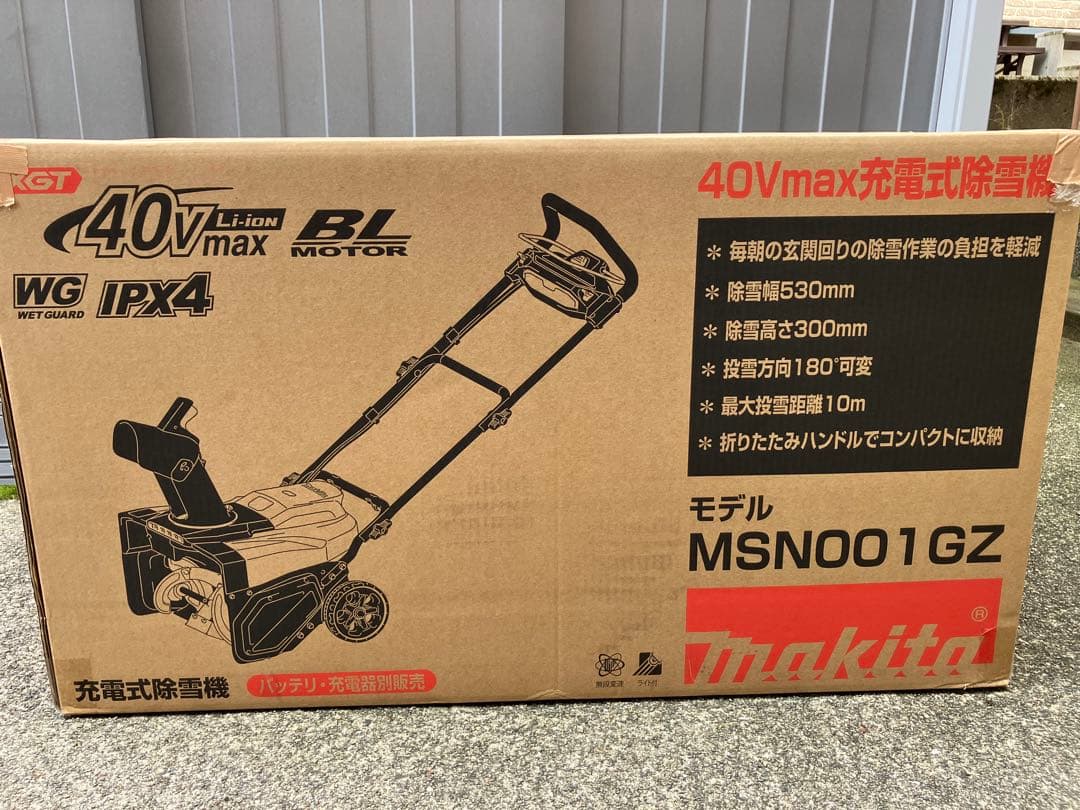 XGT
40Vmax充電式除雪機
40Vmax Li-ion BL MOTOR
WG WET GUARD IPX4
＊ 毎朝の玄関回りの除雪作業の負担を軽減
＊ 除雪幅530mm
＊ 除雪高さ300mm
＊ 投雪方向180°可変
＊ 最大投雪距離10m
＊ 折りたたみハンドルでコンパクトに収納
モデル
MSN001GZ
makita®
充電式除雪機 バッテリ・充電器別販売
無段変速 ライト付